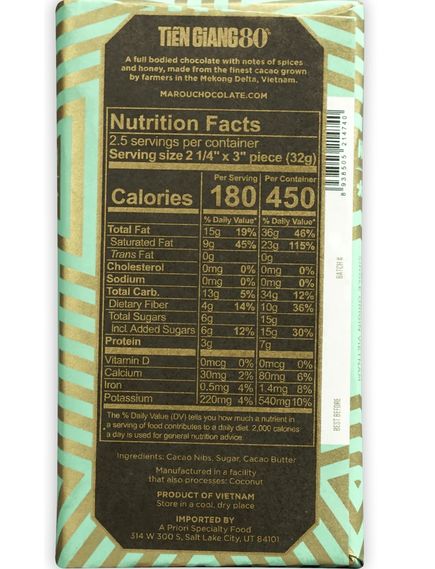 TIỀN GIANG 80%
A full bodied chocolate with notes of spices
and honey, made from the finest cacao grown
by farmers in the Mekong Delta, Vietnam.
MAROUCHOCOLATE.COM
Nutrition Facts
2.5 servings per container
Serving size 2 1/4" x 3" piece (32g)
Per Serving Per Container
Calories 180 450
% Daily Value* % Daily Value*
Total Fat 15g 19% 36g 46%
Saturated Fat 9g 45% 23g 115%
Trans Fat 0g 0g
Cholesterol 0mg 0% 0mg 0%
Sodium 0mg 0% 0mg 0%
Total Carb. 13g 5% 34g 12%
Dietary Fiber 4g 14% 10g 36%
Total Sugars 6g 15g
Incl. Added Sugars 6g 12% 15g 30%
Protein 3g 7g
Vitamin D 0mcg 0% 0mcg 0%
Calcium 30mg 2% 80mg 6%
Iron 0.5mg 4% 1.4mg 8%
Potassium 220mg 4% 540mg 10%
The % Daily Value (DV) tells you how much a nutrient in
a serving of food contributes to a daily diet. 2,000 calories
a day is used for general nutrition advice.
Ingredients: Cacao Nibs, Sugar, Cacao Butter
Manufactured in a facility
that also processes: Coconut
PRODUCT OF VIETNAM
Store in a cool, dry place
IMPORTED BY
A Priori Specialty Food
314 W 300 S, Salt Lake City, UT 84101
8 938505 214740
BATCH #
BEST BEFORE